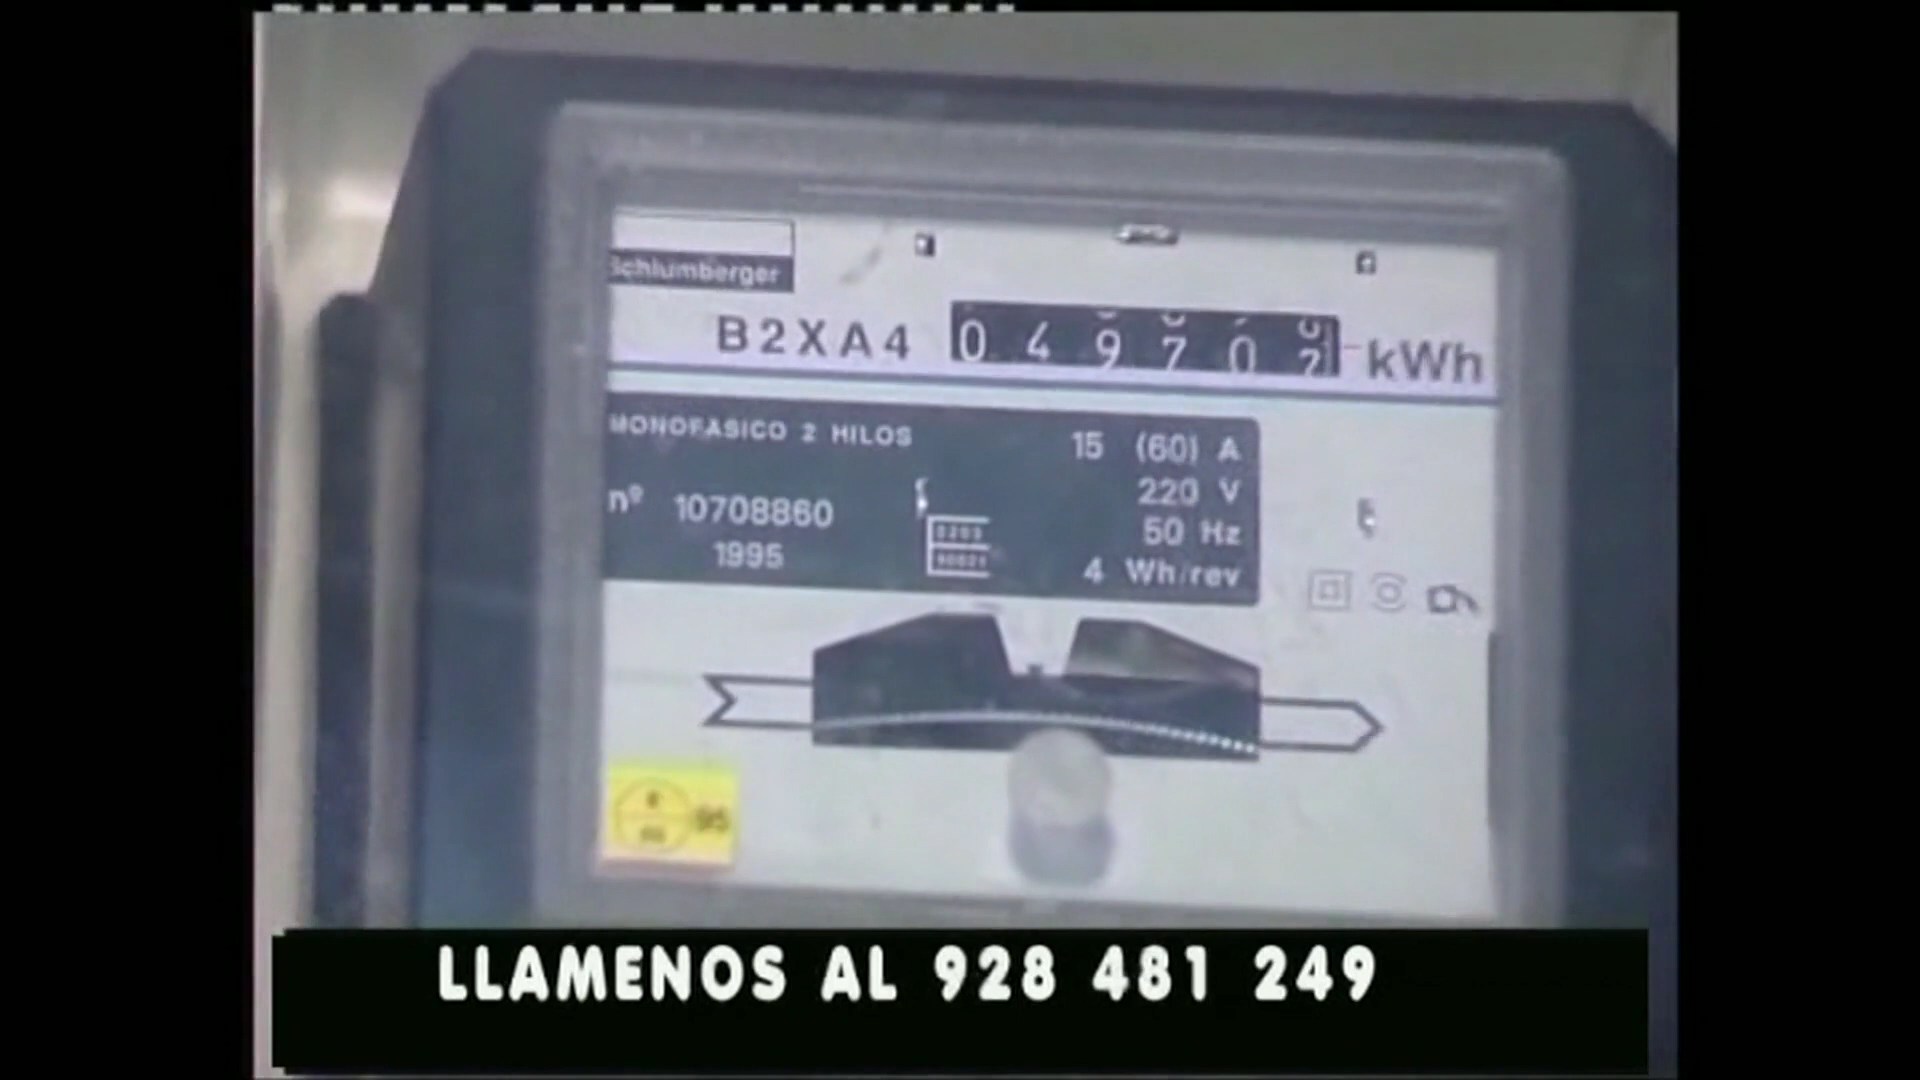 Schlumberger
B2XA4 049702 kWh
MONOFASICO 2 HILOS
15 (60) A
220 V
nº 10708860
50 Hz
1995
4 Wh/rev
95
LLAMENOS AL 928 481 249